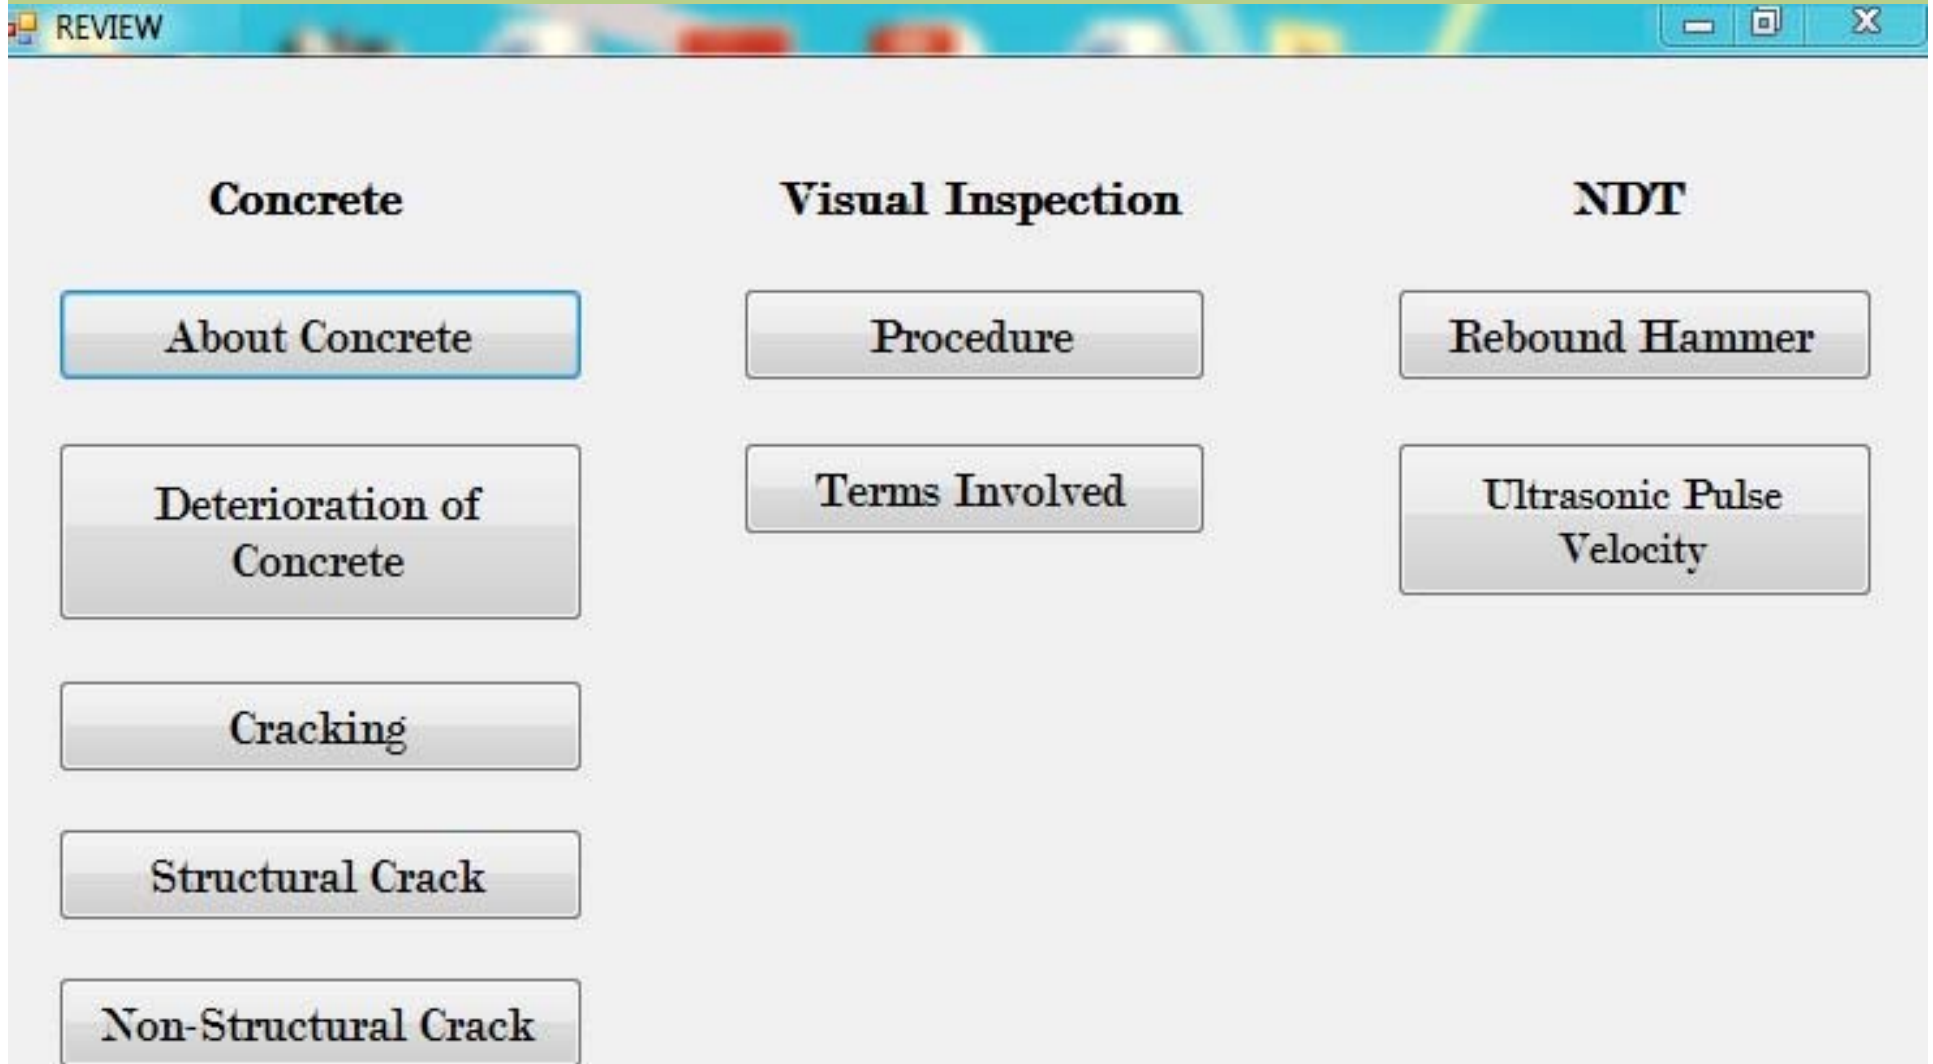 REVIEW
Concrete
About Concrete
Deterioration of
Concrete
Cracking
Structural Crack
Non-Structural Crack
Visual Inspection
Procedure
Terms Involved
NDT
Rebound Hammer
Ultrasonic Pulse
Velocity